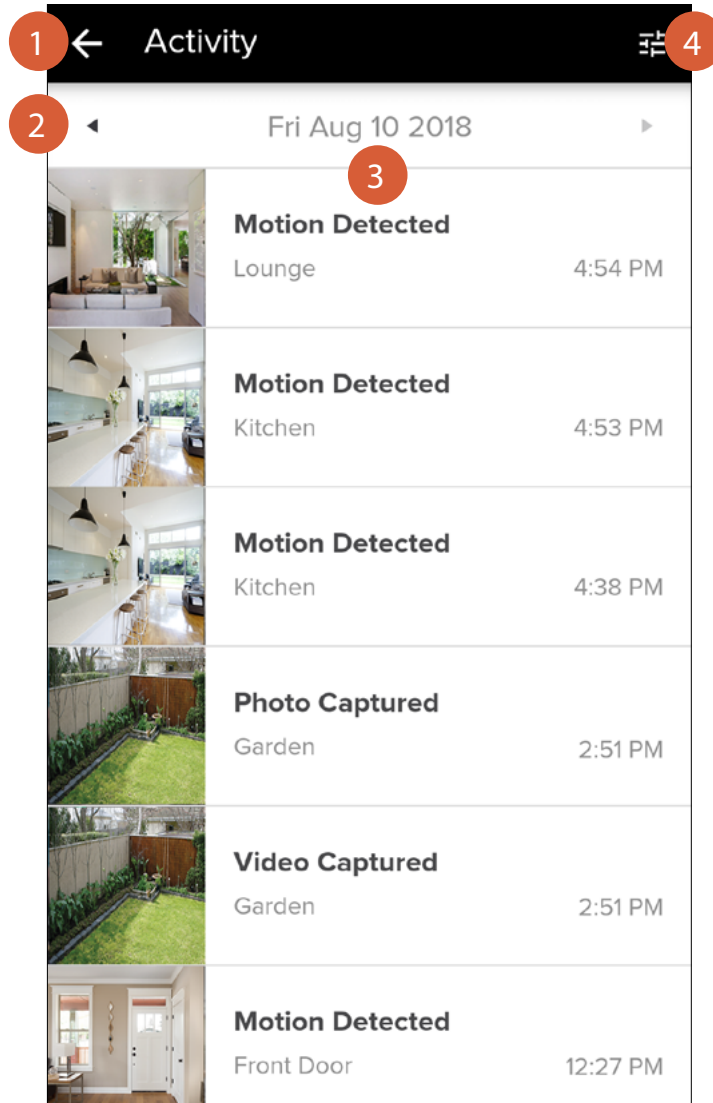 1 Activity 4
2 Fri Aug 10 2018
3
Motion Detected
Lounge 4:54 PM
Motion Detected
Kitchen 4:53 PM
Motion Detected
Kitchen 4:38 PM
Photo Captured
Garden 2:51 PM
Video Captured
Garden 2:51 PM
Motion Detected
Front Door 12:27 PM